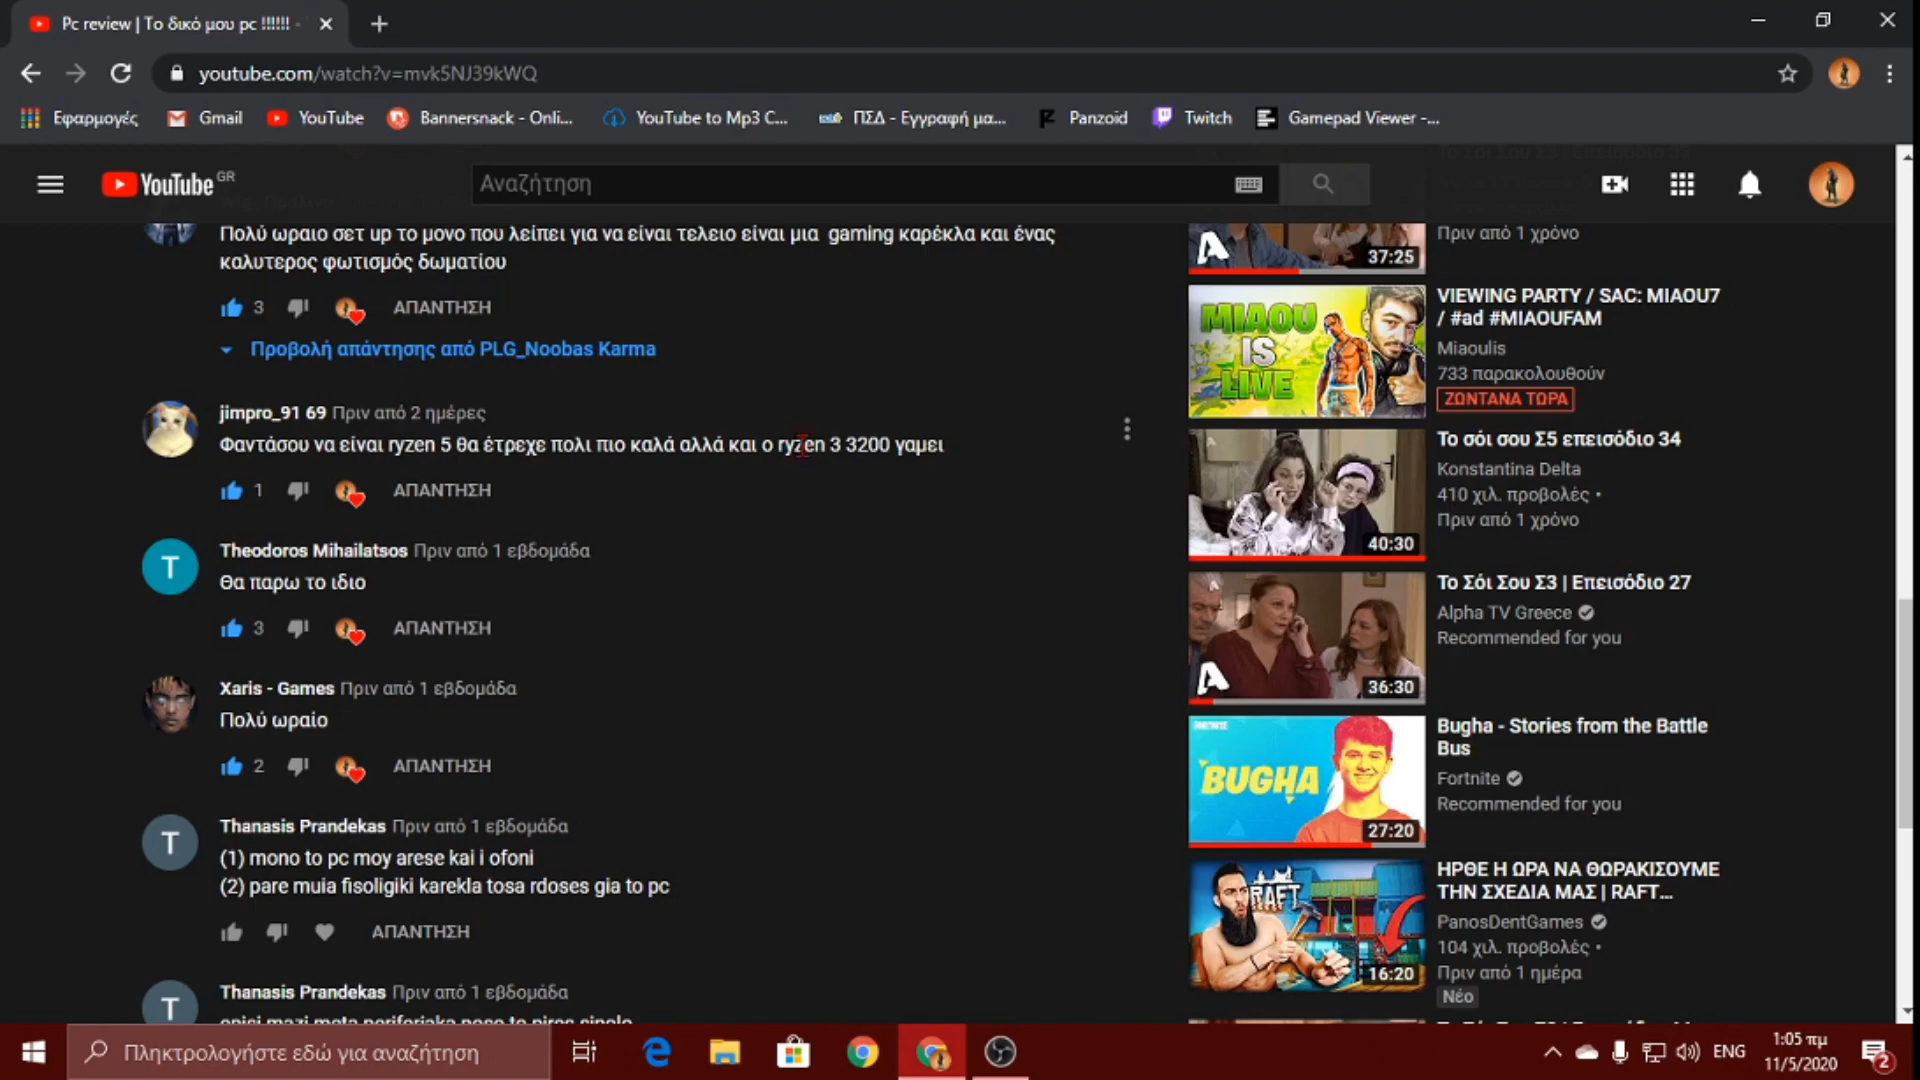 Pc review | Το δικό μου pc !!!!!! -
youtube.com/watch?v=mvk5NJ39kWQ
Εφαρμογές
Gmail
YouTube
Bannersnack - Onli...
YouTube to Mp3 C...
ΠΣΔ - Εγγραφή μα...
Panzoid
Twitch
Gamepad Viewer -...
YouTube GR
Αναζήτηση
Πολύ ωραιο σετ up το μονο που λείπει για να είναι τελειο είναι μια gaming καρέκλα και ένας
καλυτερος φωτισμός δωματίου
3 ΑΠΑΝΤΗΣΗ
Προβολή απάντησης από PLG_Noobas Karma
jimpro_91 69 Πριν από 2 ημέρες
Φαντάσου να είναι ryzen 5 θα έτρεχε πολι πιο καλά αλλά και ο ryzen 3 3200 γαμει
1 ΑΠΑΝΤΗΣΗ
T
Theodoros Mihailatsos Πριν από 1 εβδομάδα
Θα παρω το ιδιο
3 ΑΠΑΝΤΗΣΗ
Xaris - Games Πριν από 1 εβδομάδα
Πολύ ωραίο
2 ΑΠΑΝΤΗΣΗ
T
Thanasis Prandekas Πριν από 1 εβδομάδα
(1) mono to pc moy arese kai i ofoni
(2) pare muia fisoligiki karekla tosa rdoses gia to pc
ΑΠΑΝΤΗΣΗ
T
Thanasis Prandekas Πριν από 1 εβδομάδα
37:25
Πριν από 1 χρόνο
MIAOU
IS
LIVE
VIEWING PARTY / SAC: MIAOU7
/ #ad #MIAOUFAM
Miaoulis
733 παρακολουθούν
ΖΩΝΤΑΝΑ ΤΩΡΑ
40:30
Το σόι σου Σ5 επεισόδιο 34
Konstantina Delta
410 χιλ. προβολές •
Πριν από 1 χρόνο
36:30
Το Σόι Σου Σ3 | Επεισόδιο 27
Alpha TV Greece
Recommended for you
FORTNITE
BUGHA
27:20
Bugha - Stories from the Battle
Bus
Fortnite
Recommended for you
RAFT
16:20
ΗΡΘΕ Η ΩΡΑ ΝΑ ΘΩΡΑΚΙΣΟΥΜΕ
ΤΗΝ ΣΧΕΔΙΑ ΜΑΣ | RAFT...
PanosDentGames
104 χιλ. προβολές •
Πριν από 1 ημέρα
Νέο
Πληκτρολογήστε εδώ για αναζήτηση
ENG
1:05 πμ
11/5/2020
2